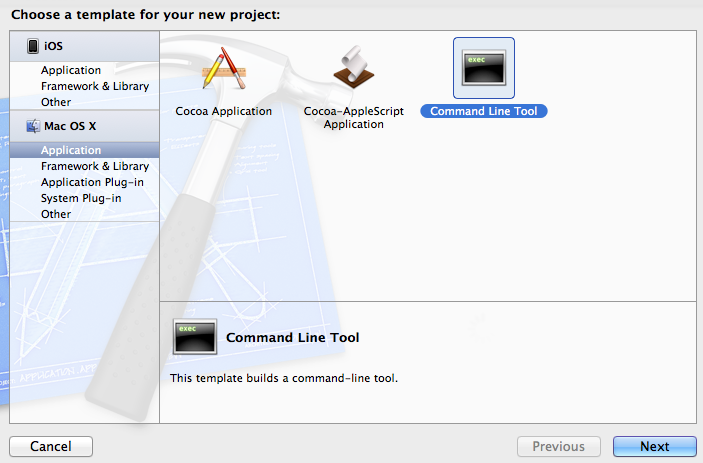 Choose a template for your new project:
iOS
Application
Framework & Library
Other
Mac OS X
Application
Framework & Library
Application Plug-in
System Plug-in
Other
Cocoa Application
Cocoa-AppleScript
Application
exec
Command Line Tool
exec
Command Line Tool
This template builds a command-line tool.
Cancel
Previous
Next